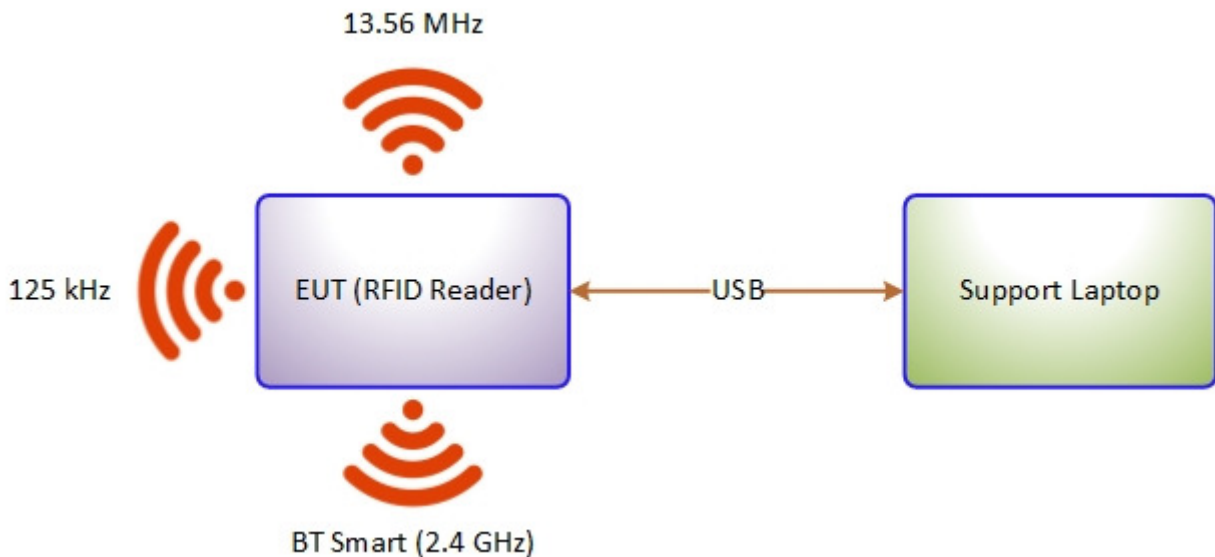 13.56 MHz
125 kHz
EUT (RFID Reader)
USB
Support Laptop
BT Smart (2.4 GHz)